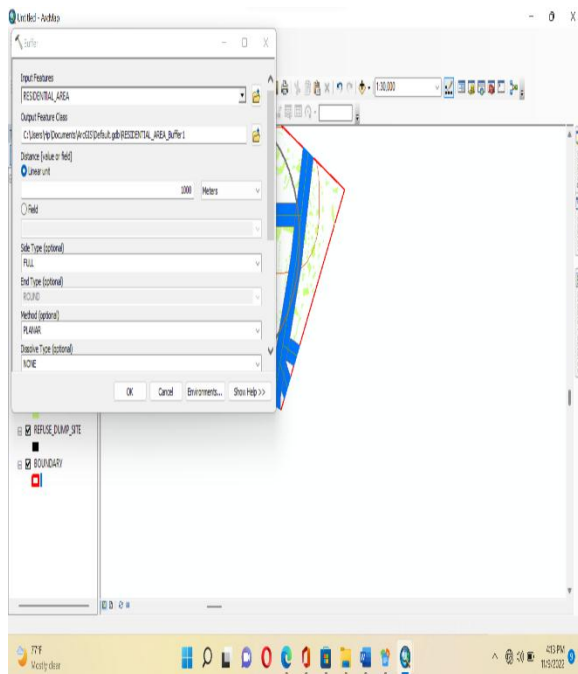 Untitled - ArcMap
Buffer
Input Features
RESIDENTIAL_AREA
Output Feature Class
C:\Users\Hp\Documents\ArcGIS\Default.gdb\RESIDENTIAL_AREA_Buffer1
Distance [value or field]
Linear unit
1000 Meters
Field
Side Type (optional)
FULL
End Type (optional)
ROUND
Method (optional)
PLANAR
Dissolve Type (optional)
NONE
OK Cancel Environments... Show Help >>
1:30,000
REFUSE_DUMP_SITE
BOUNDARY
77°F
Mostly clear
4:13 PM
11/9/2022